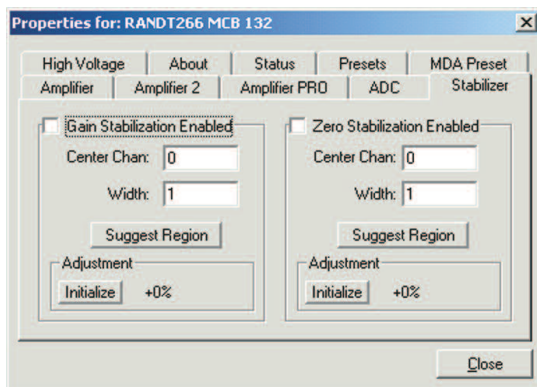 Properties for: RANDT266 MCB 132
High Voltage About Status Presets MDA Preset
Amplifier Amplifier 2 Amplifier PRO ADC Stabilizer
Gain Stabilization Enabled Zero Stabilization Enabled
Center Chan: 0 Center Chan: 0
Width: 1 Width: 1
Suggest Region Suggest Region
Adjustment Adjustment
Initialize +0% Initialize +0%
Close